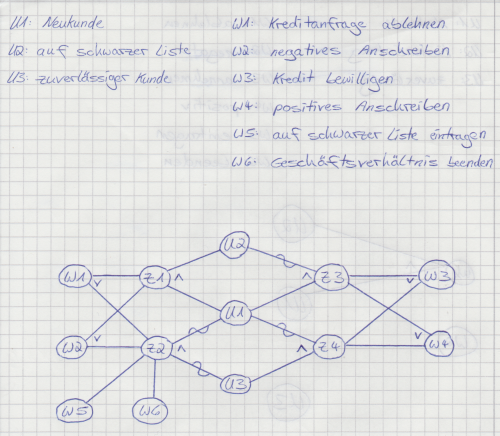 U1: Neukunde
U2: auf schwarzer Liste
U3: zuverlässiger Kunde
W1: Kreditanfrage ablehnen
W2: negatives Anschreiben
W3: Kredit bewilligen
W4: positives Anschreiben
W5: auf schwarzer Liste eintragen
W6: Geschäftsverhältnis beenden
U2
W1 v Z1 ^ ^ Z3 v W3
U1
W2 v Z2 ^ ^ Z4 v W4
U3
W5 W6